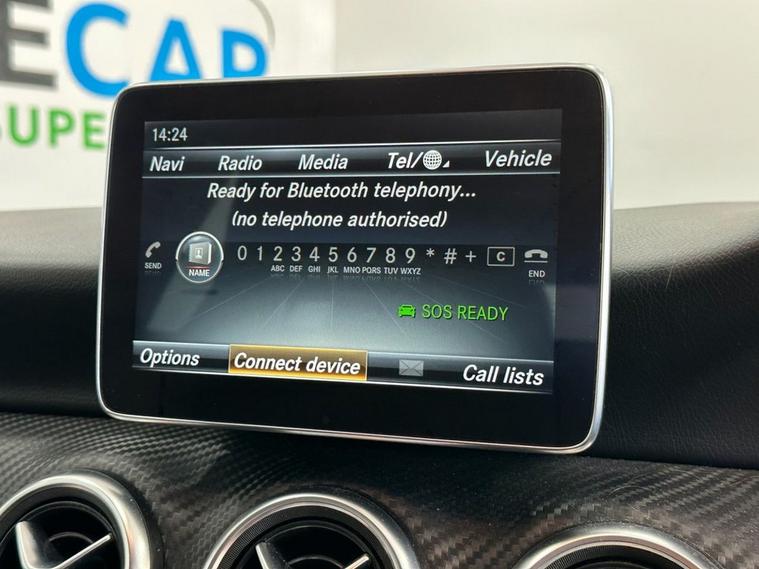 ECAR
SUPE
14:24
Navi Radio Media Tel/ Vehicle
Ready for Bluetooth telephony...
(no telephone authorised)
SEND NAME 0 1 2 3 4 5 6 7 8 9 * # + C END
ABC DEF GHI JKL MNO PQRS TUV WXYZ
SOS READY
Options Connect device Call lists